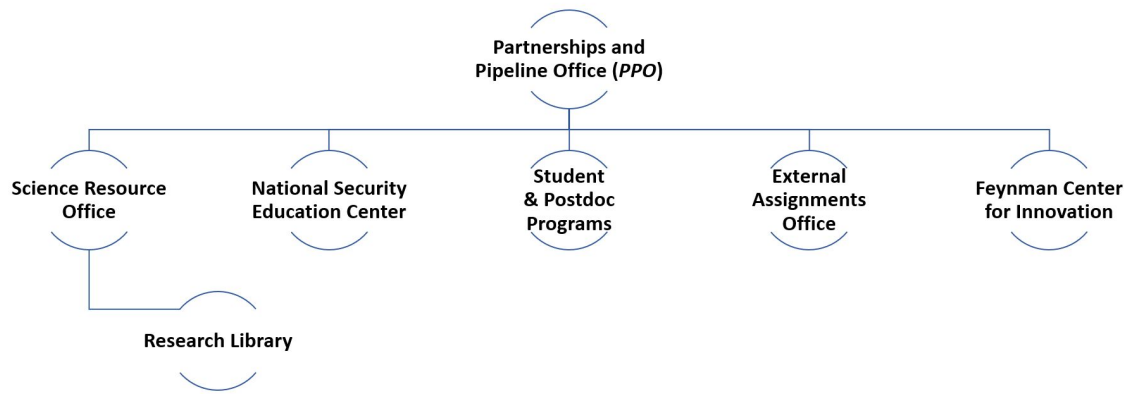 Partnerships and
Pipeline Office (PPO)
Science Resource
Office
National Security
Education Center
Student
& Postdoc
Programs
External
Assignments
Office
Feynman Center
for Innovation
Research Library